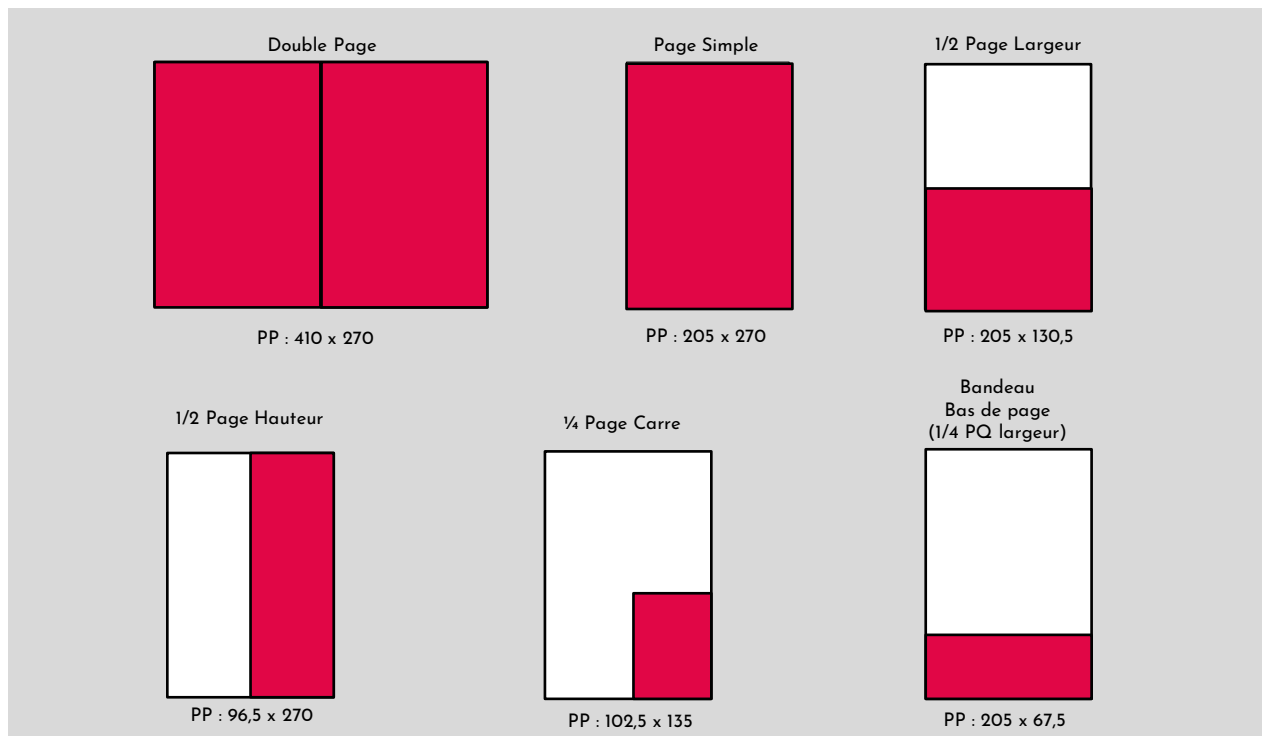 Double Page
Page Simple
1/2 Page Largeur
PP : 410 x 270
PP : 205 x 270
PP : 205 x 130,5
1/2 Page Hauteur
¼ Page Carre
Bandeau
Bas de page
(1/4 PQ largeur)
PP : 96,5 x 270
PP : 102,5 x 135
PP : 205 x 67,5